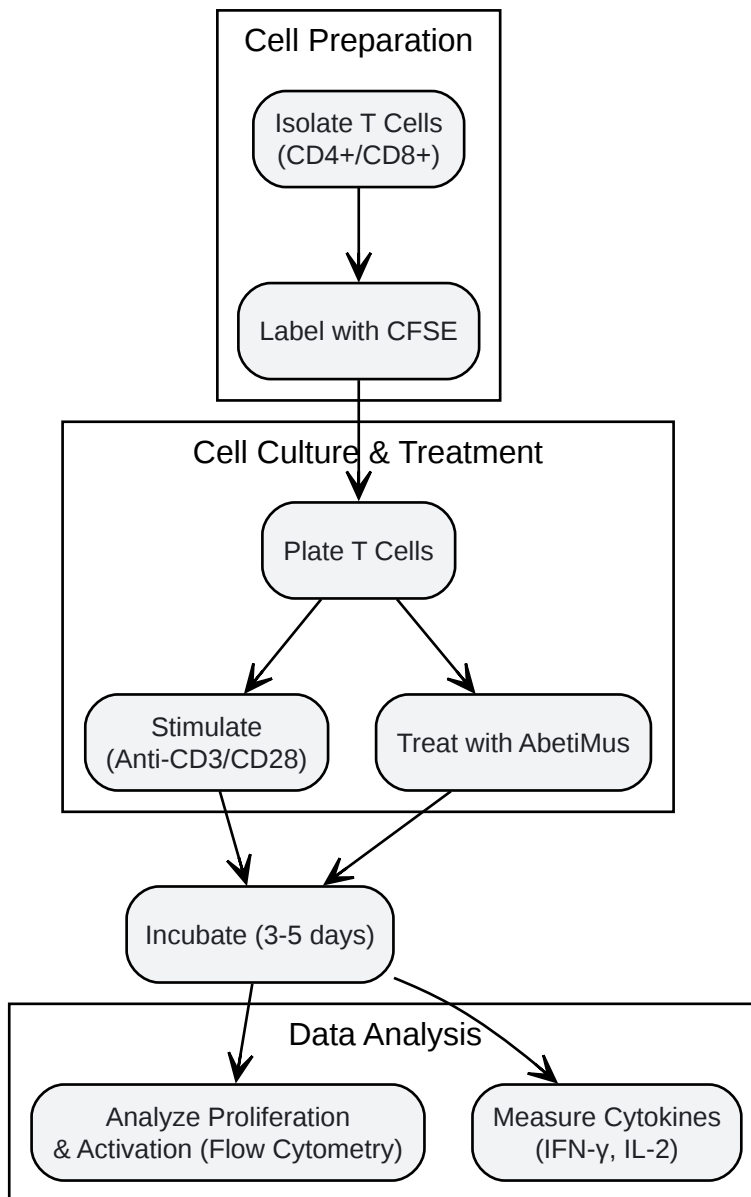 Cell Preparation
Isolate T Cells
(CD4+/CD8+)
Label with CFSE
Cell Culture & Treatment
Plate T Cells
Stimulate
(Anti-CD3/CD28)
Treat with AbetiMus
Incubate (3-5 days)
Data Analysis
Analyze Proliferation
& Activation (Flow Cytometry)
Measure Cytokines
(IFN-γ, IL-2)